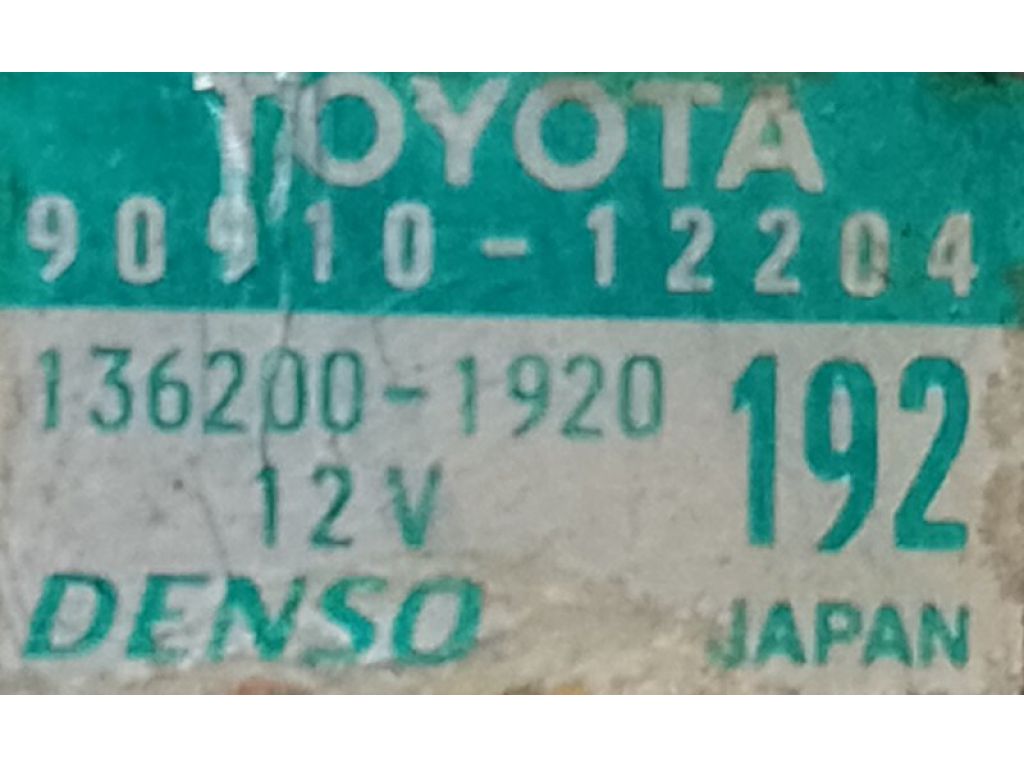 TOYOTA
90910-12204
136200-1920
192
12V
DENSO
JAPAN